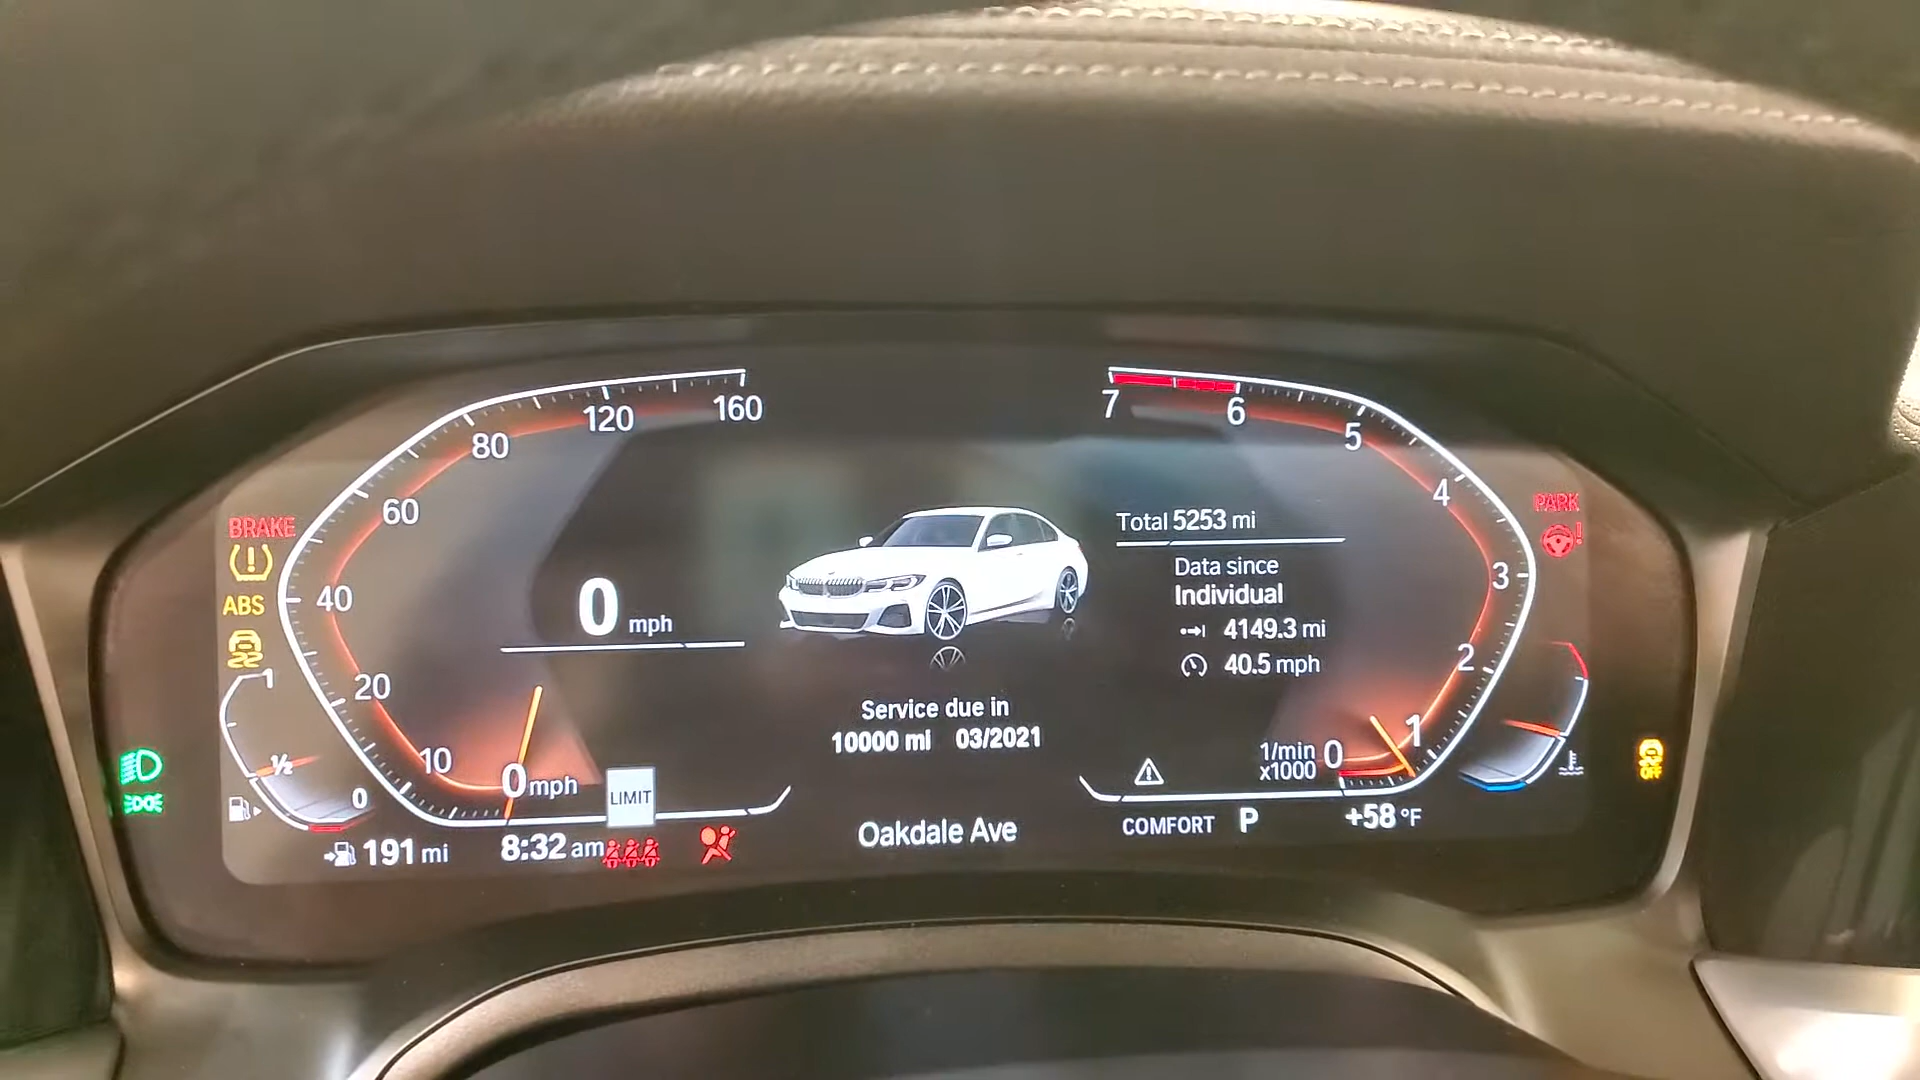 160
120
80
60
40
20
10
0 mph
0 mph
LIMIT
BRAKE
ABS
1
½
0
191 mi
8:32 am
Total 5253 mi
Data since
Individual
4149.3 mi
40.5 mph
Service due in
10000 mi 03/2021
Oakdale Ave
7
6
5
4
3
2
1
0
1/min
x1000
COMFORT P
+58 °F
PARK
OFF